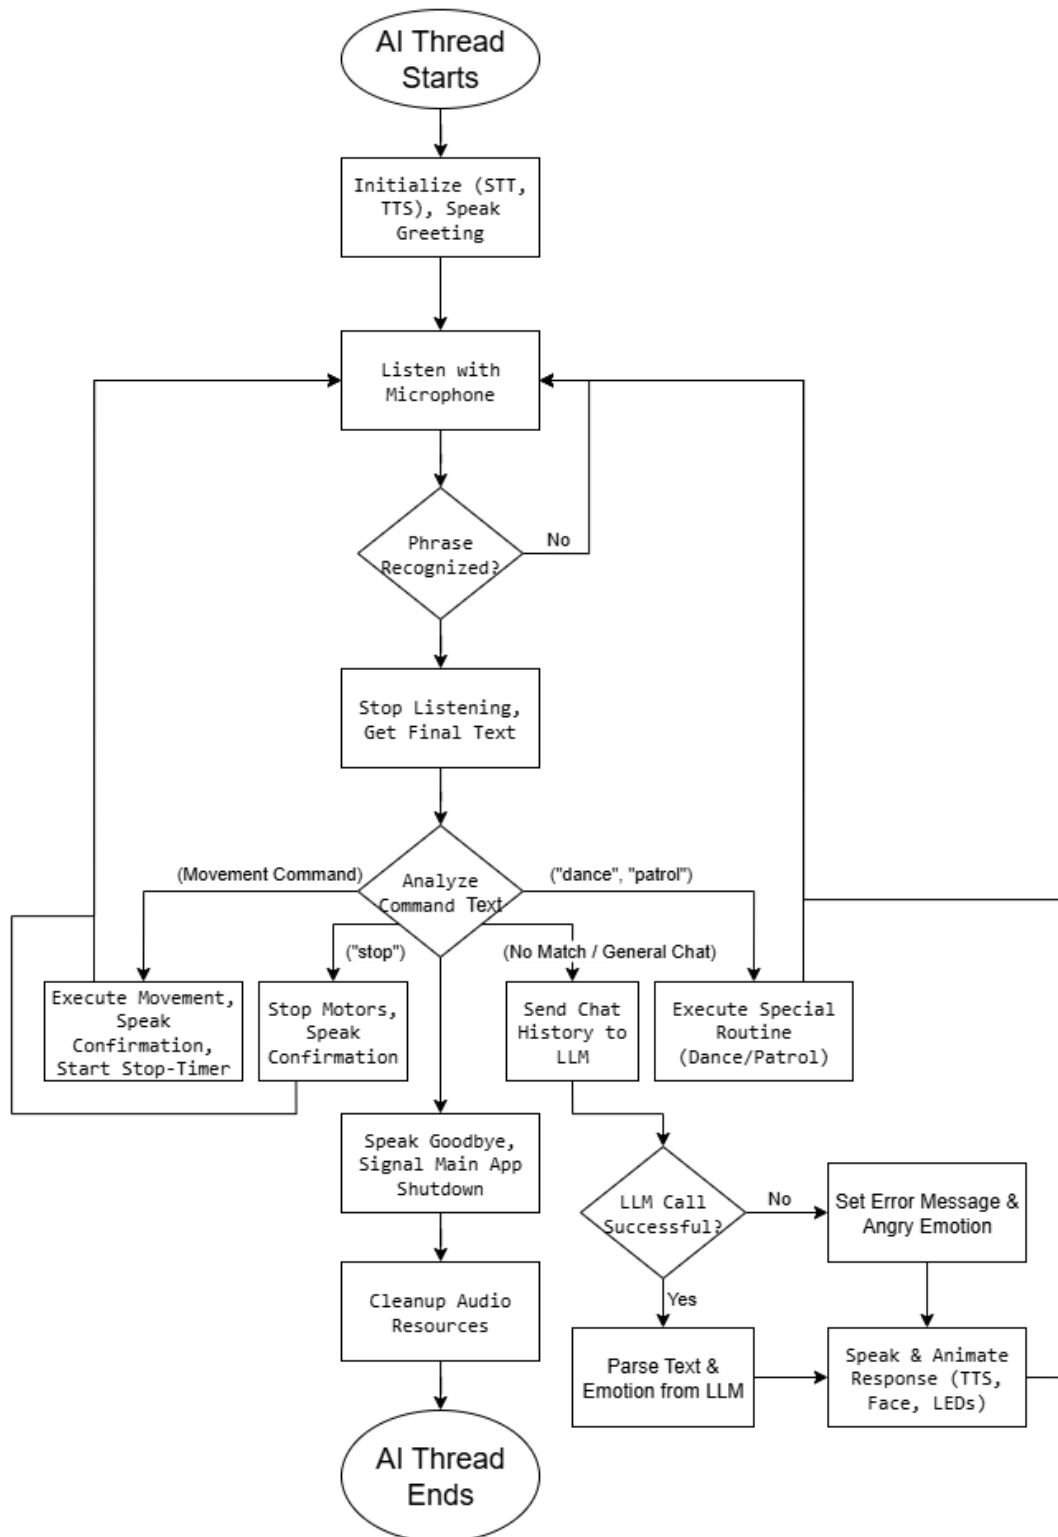 AI Thread
Starts
Initialize (STT,
TTS), Speak
Greeting
Listen with
Microphone
Phrase
Recognized?
No
Stop Listening,
Get Final Text
Analyze
Command Text
(Movement Command)
("dance", "patrol")
("stop")
(No Match / General Chat)
Execute Movement,
Speak
Confirmation,
Start Stop-Timer
Stop Motors,
Speak
Confirmation
Send Chat
History to
LLM
Execute Special
Routine
(Dance/Patrol)
Speak Goodbye,
Signal Main App
Shutdown
LLM Call
Successful?
No
Set Error Message &
Angry Emotion
Yes
Cleanup Audio
Resources
Parse Text &
Emotion from LLM
Speak & Animate
Response (TTS,
Face, LEDs)
AI Thread
Ends